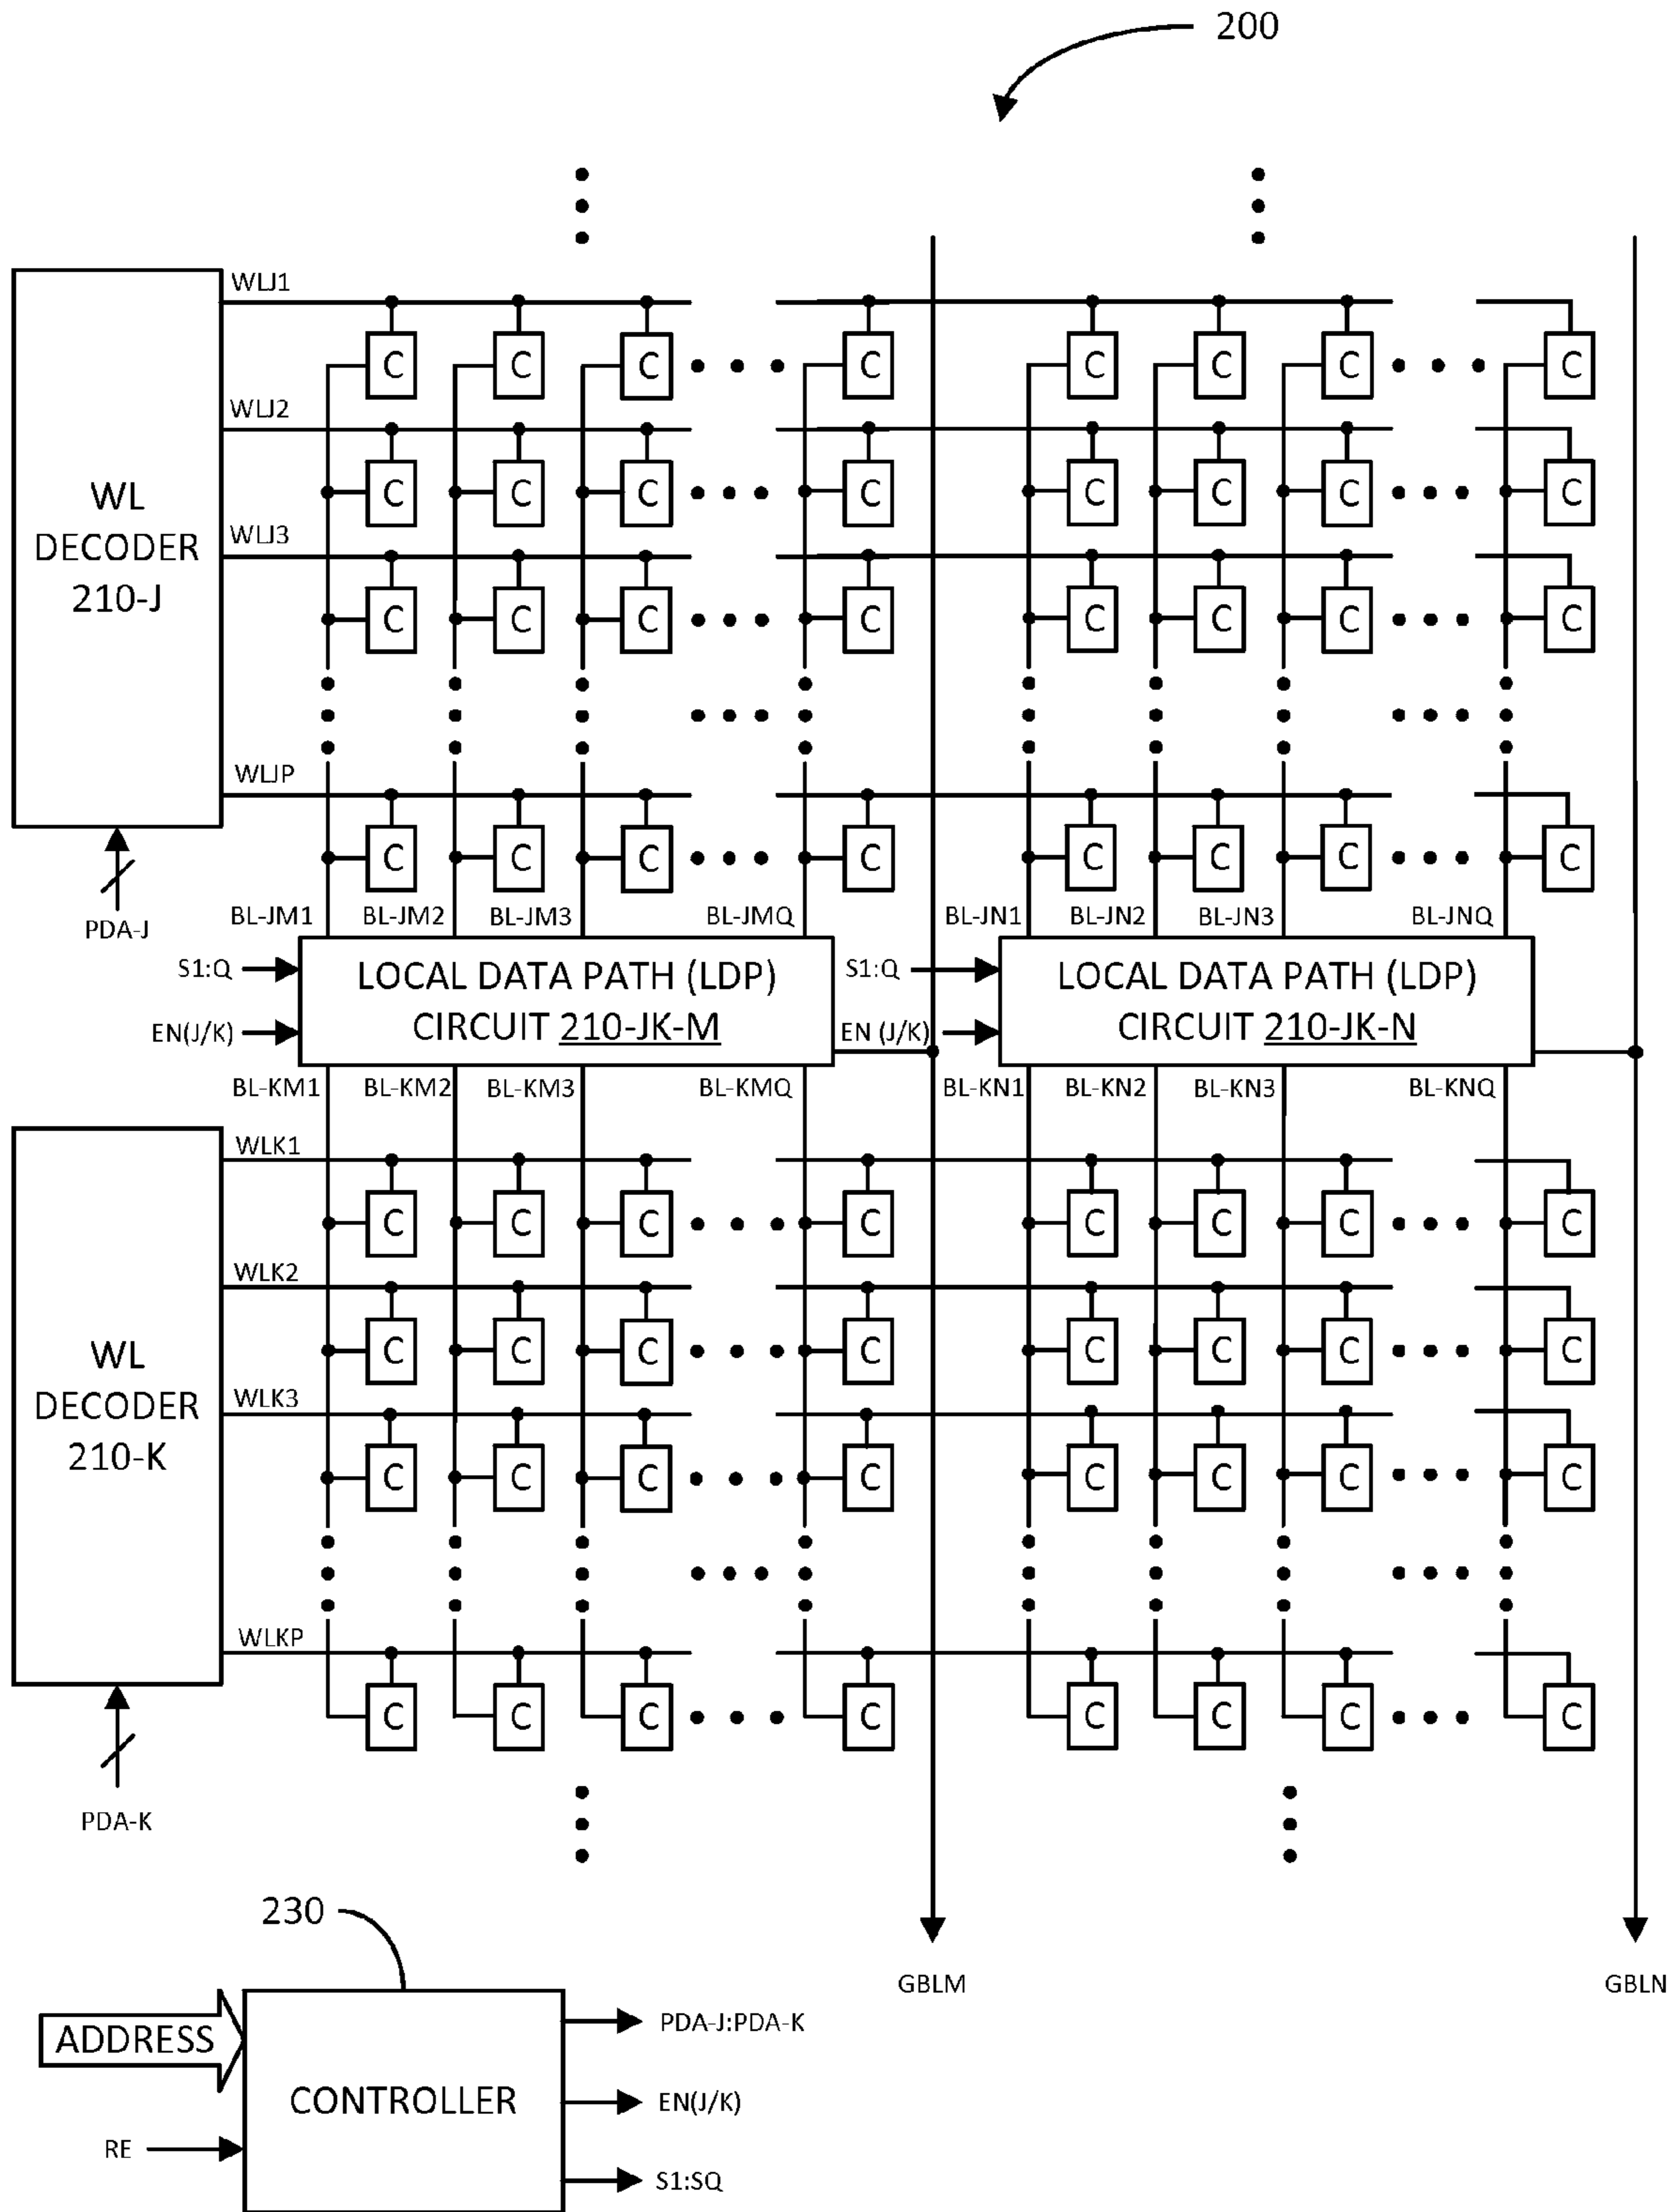 200
WLJ1
C C C C C C C C
WLJ2
C C C C C C C C
WL
DECODER
210-J
WLJ3
C C C C C C C C
WLJP
C C C C C C C C
PDA-J
BL-JM1 BL-JM2 BL-JM3 BL-JMQ BL-JN1 BL-JN2 BL-JN3 BL-JNQ
S1:Q LOCAL DATA PATH (LDP) S1:Q LOCAL DATA PATH (LDP)
EN(J/K) CIRCUIT 210-JK-M EN (J/K) CIRCUIT 210-JK-N
BL-KM1 BL-KM2 BL-KM3 BL-KMQ BL-KN1 BL-KN2 BL-KN3 BL-KNQ
WLK1
C C C C C C C C
WLK2
C C C C C C C C
WL
DECODER
210-K
WLK3
C C C C C C C C
WLKP
C C C C C C C C
PDA-K
230
GBLM GBLN
ADDRESS
CONTROLLER
RE
PDA-J:PDA-K
EN(J/K)
S1:SQ